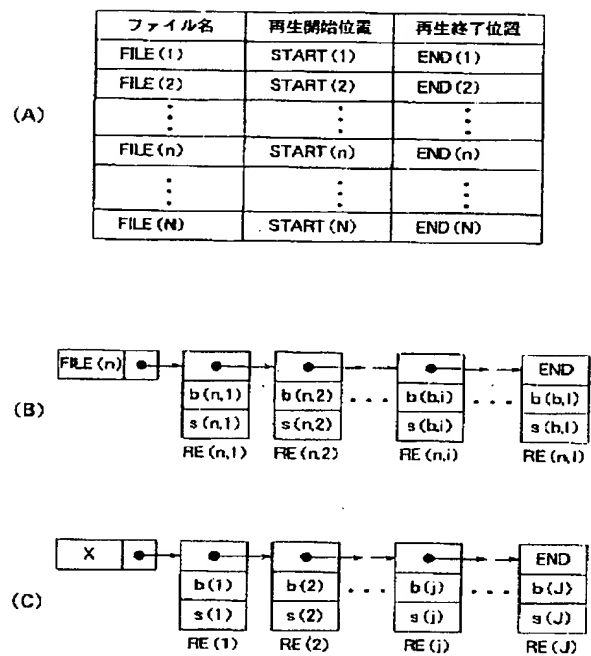 (A)
ファイル名 再生開始位置 再生終了位置
FILE(1) START(1) END(1)
FILE(2) START(2) END(2)
FILE(n) START(n) END(n)
FILE(N) START(N) END(N)
(B)
FILE(n) END
b(n,1) b(n,2) ... b(b,i) ... b(b,I)
s(n,1) s(n,2) s(b,i) s(b,I)
RE(n,1) RE(n,2) RE(n,i) RE(n,I)
(C)
X END
b(1) b(2) ... b(j) ... b(J)
s(1) s(2) s(j) s(J)
RE(1) RE(2) RE(j) RE(J)